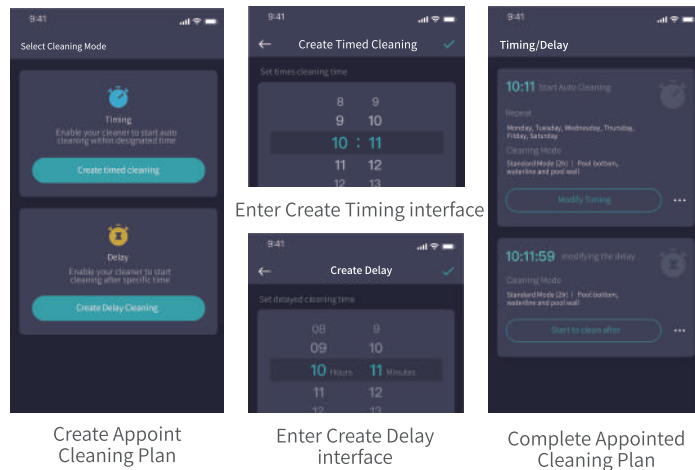 9:41
Select Cleaning Mode
Timing
Enable your cleaner to start auto
cleaning within designated time
Create timed cleaning
Delay
Enable your cleaner to start
cleaning after specific time
Create Delay Cleaning
Create Appoint
Cleaning Plan
9:41
Create Timed Cleaning
Set times cleaning time
8 9
9 10
10 : 11
11 12
12 13
Enter Create Timing interface
9:41
Create Delay
Set delayed cleaning time
08 9
09 10
10 Hours 11 Minutes
11 12
12 13
Enter Create Delay
interface
9:41
Timing/Delay
10:11 Start Auto Cleaning
Repeat
Monday, Tuesday, Wednesday, Thursday,
Friday, Saturday
Cleaning Mode
Standard Mode (2h) | Pool bottom,
waterline and pool wall
Modify Timing
10:11:59 modifying the delay
Cleaning Mode
Standard Mode (2h) | Pool bottom,
waterline and pool wall
Start to clean after
Complete Appointed
Cleaning Plan